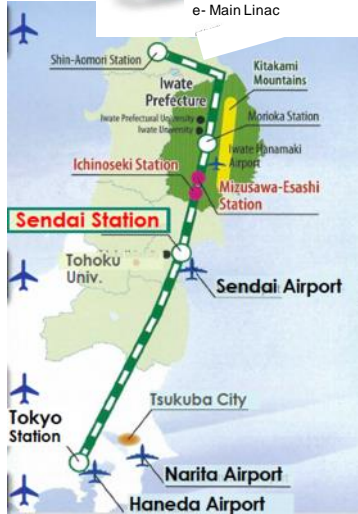 e- Main Linac
Shin-Aomori Station
Kitakami
Mountains
Iwate
Prefecture
Iwate Prefectural University
Iwate University
Morioka Station
Iwate Hanamaki
Airport
Ichinoseki Station
Mizusawa-Esashi
Station
Sendai Station
Tohoku
Univ.
Sendai Airport
Tsukuba City
Tokyo
Station
Narita Airport
Haneda Airport